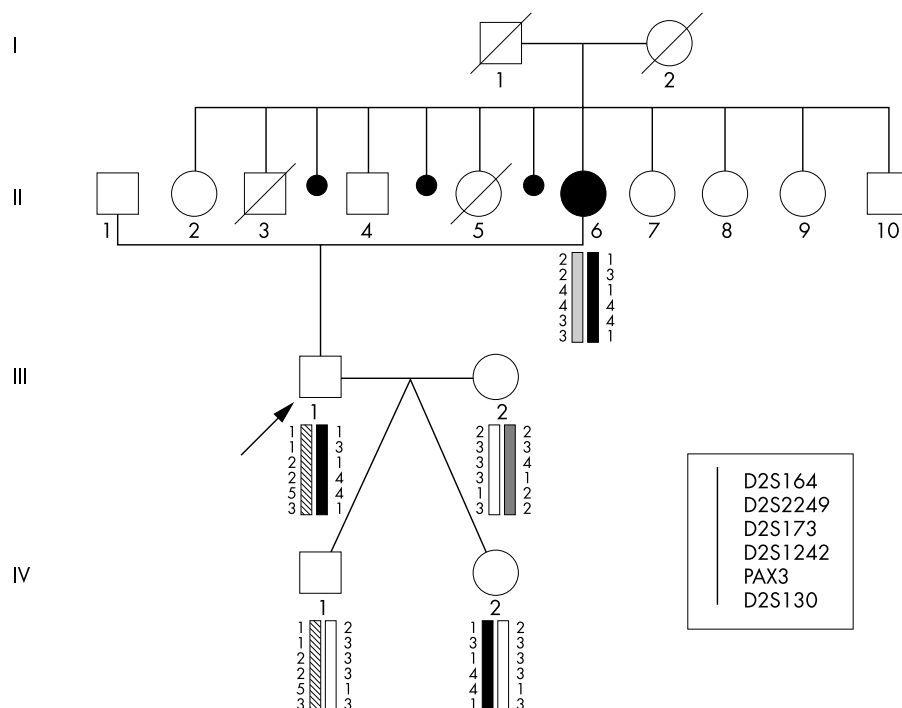 I
1 2
II
1 2 3 4 5 6 7 8 9 10
2 1
2 3
4 1
4 4
3 4
3 1
III
1 2
1 1 2 2
1 3 3 3
2 1 3 4
2 4 3 1
5 4 1 2
3 1 3 2
D2S164
D2S2249
D2S173
D2S1242
PAX3
D2S130
IV
1 2
1 2 1 2
1 3 3 3
2 3 1 3
2 3 4 3
5 1 4 1
3 3 1 3